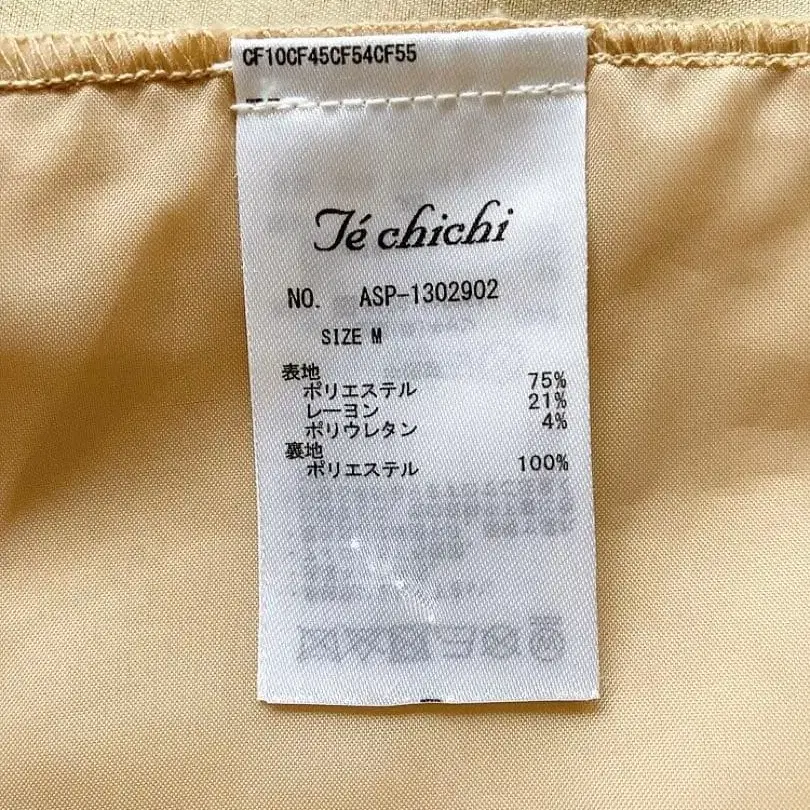 CF10CF45CF54CF55
Té chichi
NO. ASP-1302902
SIZE M
表地
ポリエステル 75%
レーヨン 21%
ポリウレタン 4%
裏地
ポリエステル 100%